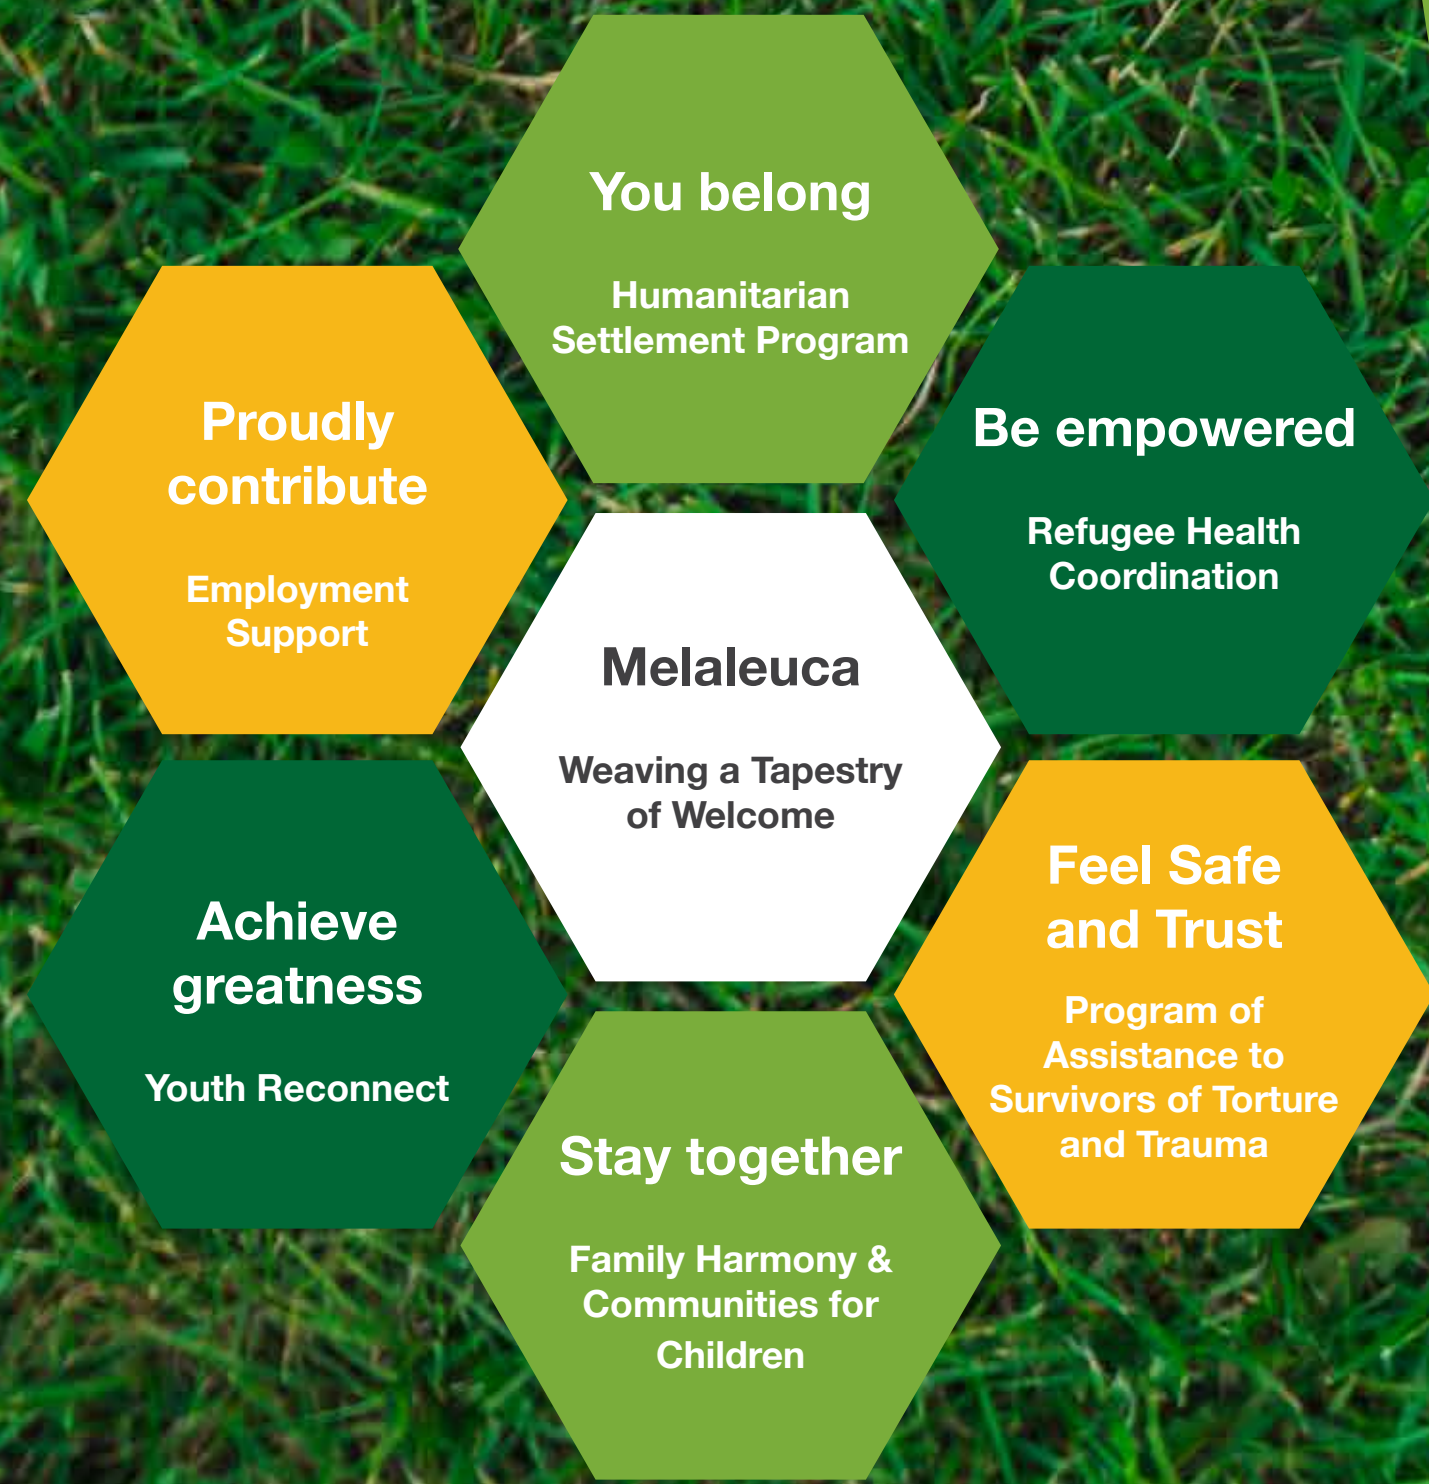 You belong
Humanitarian
Settlement Program
Proudly
contribute
Employment
Support
Be empowered
Refugee Health
Coordination
Melaleuca
Weaving a Tapestry
of Welcome
Achieve
greatness
Youth Reconnect
Feel Safe
and Trust
Program of
Assistance to
Survivors of Torture
and Trauma
Stay together
Family Harmony &
Communities for
Children